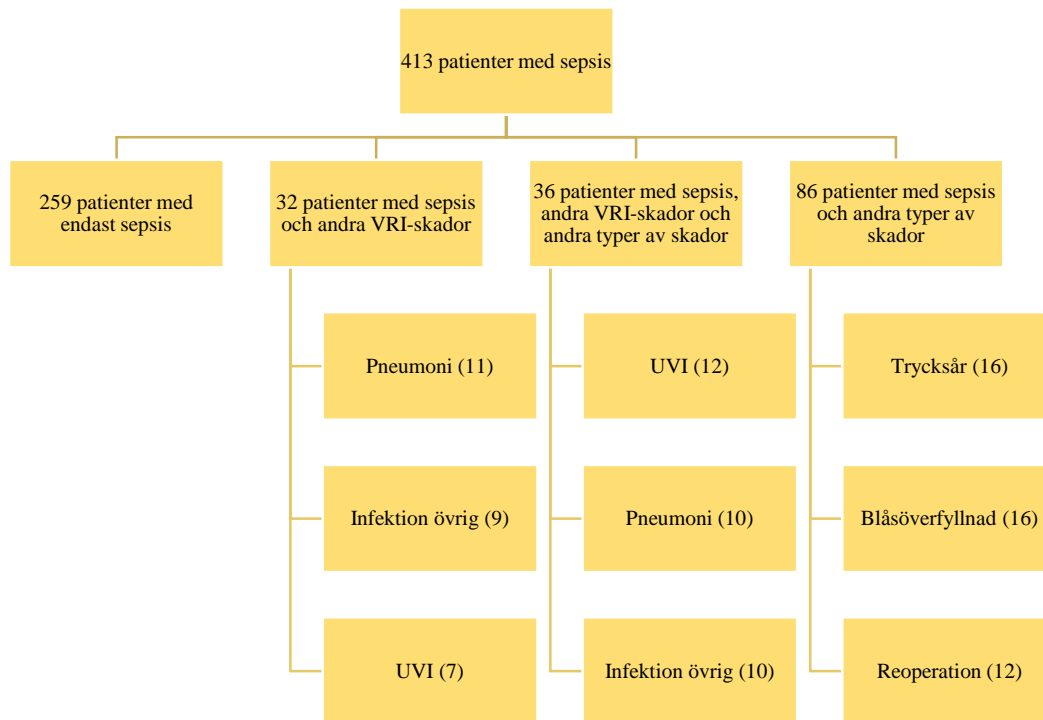 413 patienter med sepsis
259 patienter med
endast sepsis
32 patienter med sepsis
och andra VRI-skador
36 patienter med sepsis,
andra VRI-skador och
andra typer av skador
86 patienter med sepsis
och andra typer av
skador
Pneumoni (11)
UVI (12)
Trycksår (16)
Infektion övrig (9)
Pneumoni (10)
Blåsöverfyllnad (16)
UVI (7)
Infektion övrig (10)
Reoperation (12)